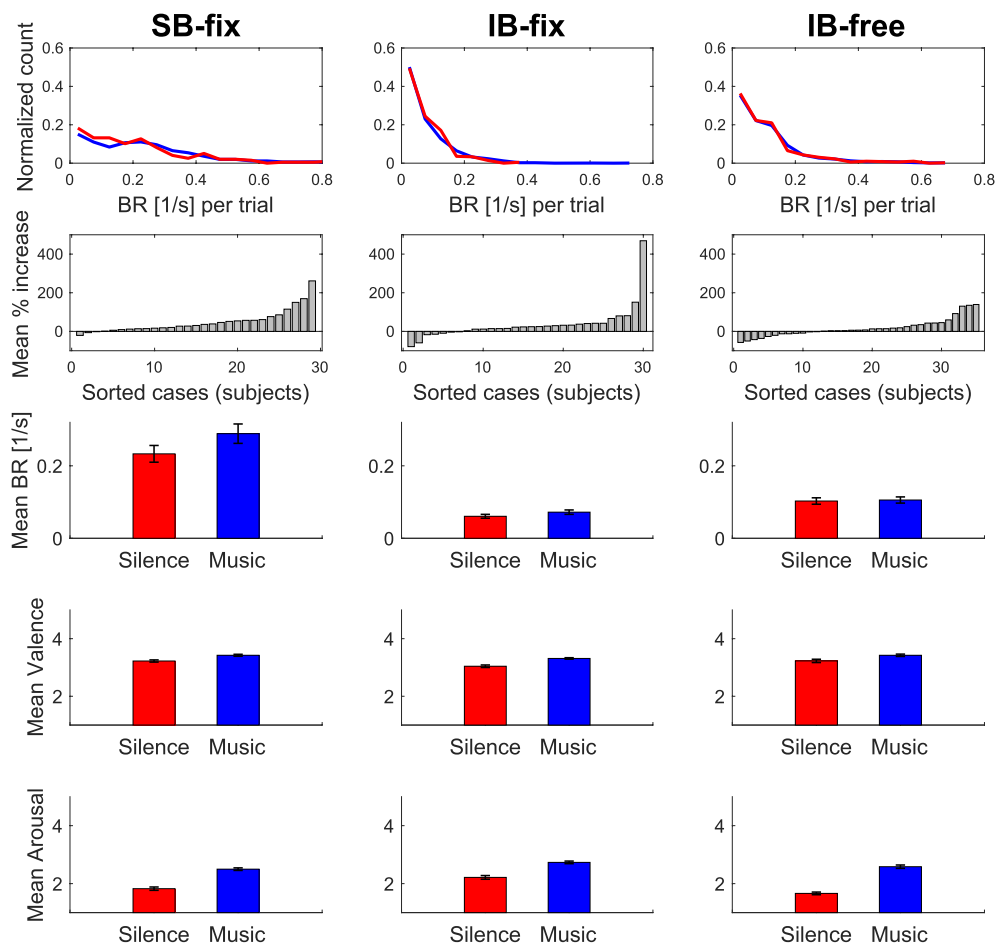 SB-fix IB-fix IB-free
Normalized count
0.6 0.6 0.6
0.4 0.4 0.4
0.2 0.2 0.2
0 0 0
0 0.2 0.4 0.6 0.8 0 0.2 0.4 0.6 0.8 0 0.2 0.4 0.6 0.8
BR [1/s] per trial BR [1/s] per trial BR [1/s] per trial
Mean % increase
400 400 400
200 200 200
0 0 0
0 10 20 30 0 10 20 30 0 10 20 30
Sorted cases (subjects) Sorted cases (subjects) Sorted cases (subjects)
Mean BR [1/s]
0.2 0.2 0.2
0 0 0
Silence Music Silence Music Silence Music
Mean Valence
4 4 4
2 2 2
Silence Music Silence Music Silence Music
Mean Arousal
4 4 4
2 2 2
Silence Music Silence Music Silence Music